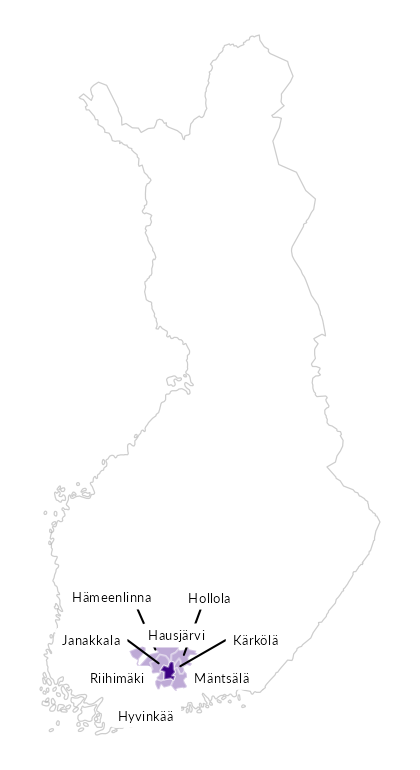 Hämeenlinna
Hollola
Janakkala
Hausjärvi
Kärkölä
Riihimäki
Mäntsälä
Hyvinkää